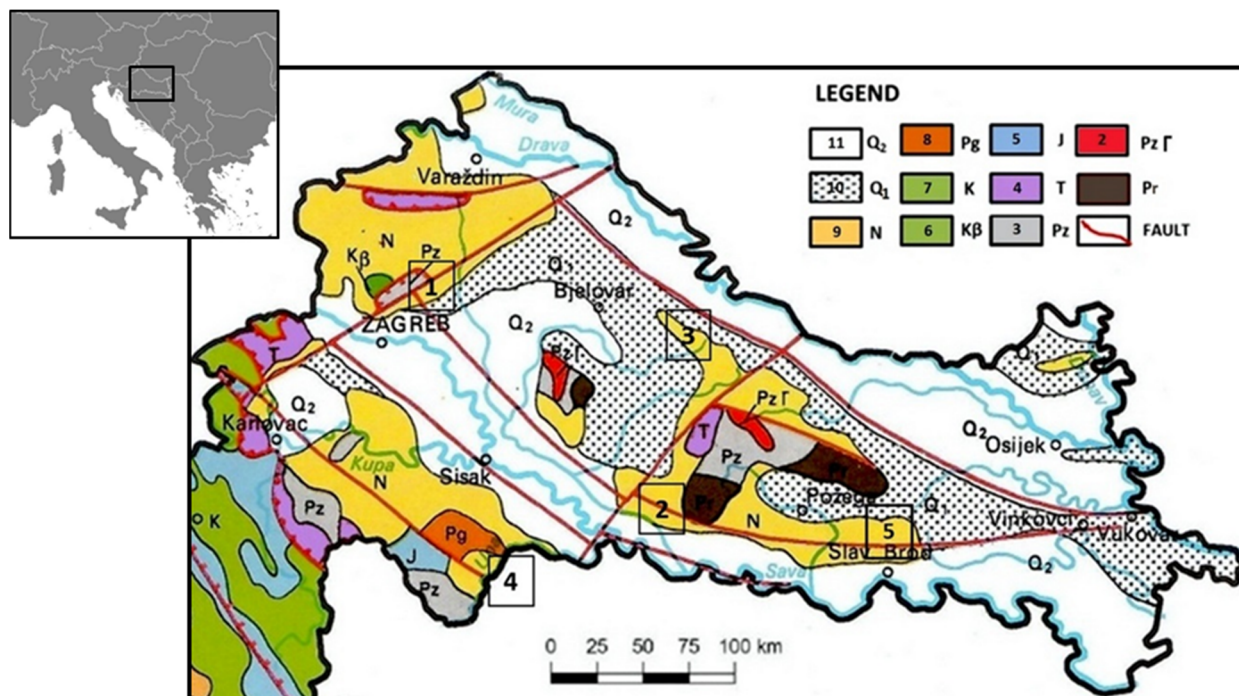 LEGEND
11 Q₂ 8 Pg 5 J 2 Pz Γ
10 Q₁ 7 K 4 T Pr
9 N 6 Kβ 3 Pz FAULT
Mura
Drava
Varaždin
N
Kβ
Pz
1
ZAGREB
Q₂
Q₁
Bjelovar
Q₂
3
Pz Γ
T
Q₂
Karlovac
Kupa
Sisak
N
Pz
K
Pg
J
Pz
4
Pz Γ
T
Pz
Pr
Pr
Požega
2
N
5
Slav Brod
Sava
Q₁
Q₂
Osijek
Vinkovci
Vukovar
Q₂
0 25 50 75 100 km